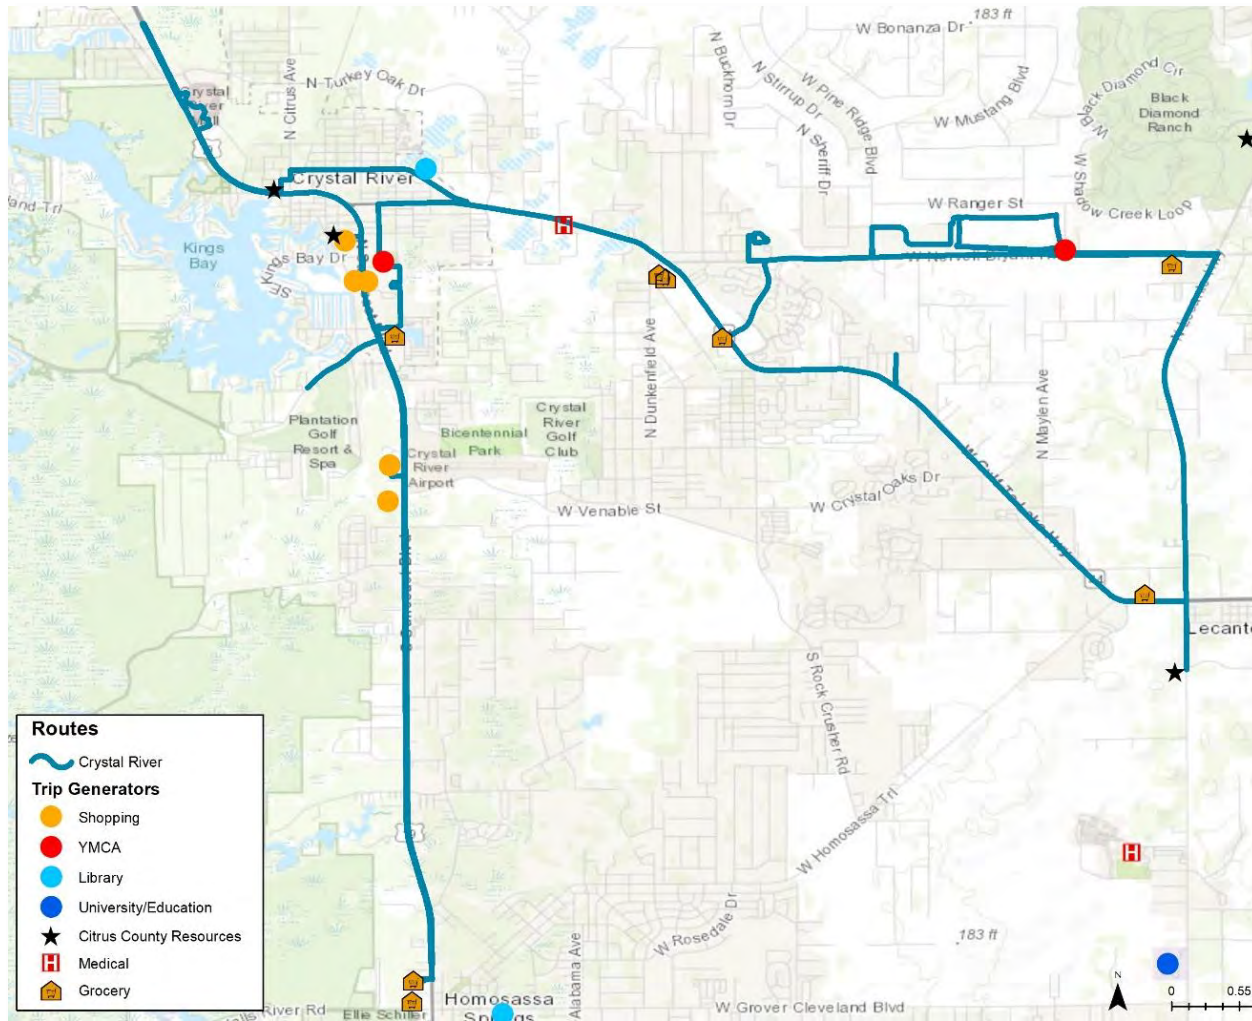 183 ft
W Bonanza Dr
N Buckhorn Dr
N Stirrup Dr
W Pine Ridge Blvd
W Mustang Blvd
N Sheriff Dr
Black
Diamond
Ranch
W Shadow Creek Loop
N Citrus Ave
N Turkey Oak Dr
Crystal River
W Ranger St
Kings
Bay
Kings Bay Dr
N Dunkenfield Ave
N Maylen Ave
Plantation
Golf
Resort &
Spa
Bicentennial
Park
Crystal
River
Golf
Club
Crystal
River
Airport
W Venable St
W Crystal Oaks Dr
W Gulf To Lake Hwy
44
Lecanto
S Rock Crusher Rd
W Homosassa Trl
W Rosedale Dr
183 ft
Alabama Ave
Homosassa
Springs
W Grover Cleveland Blvd
River Rd
Ellie Schiller
Routes
Crystal River
Trip Generators
Shopping
YMCA
Library
University/Education
Citrus County Resources
H Medical
Grocery
N
0 0.55